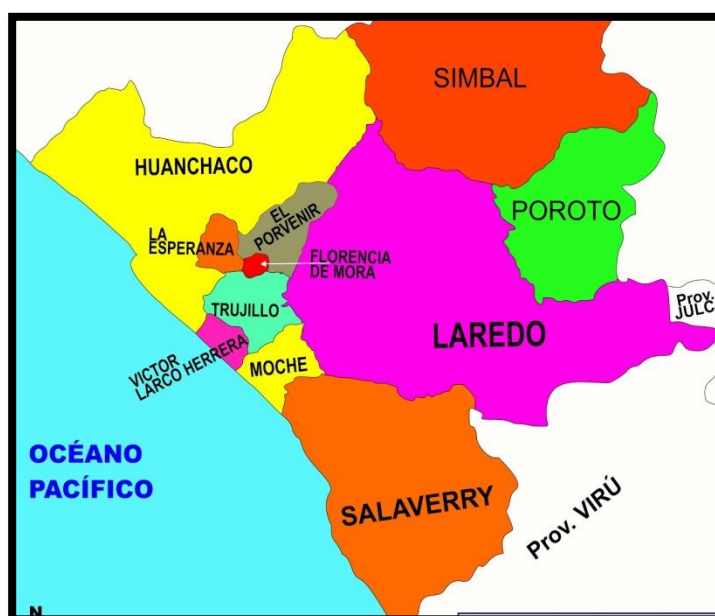 SIMBAL
HUANCHACO
POROTO
EL
PORVENIR
LA
ESPERANZA
FLORENCIA
DE MORA
TRUJILLO
Prov.
JULC
LAREDO
VICTOR
LARCO HERRERA
MOCHE
OCÉANO
PACÍFICO
SALAVERRY
Prov. VIRÚ
N